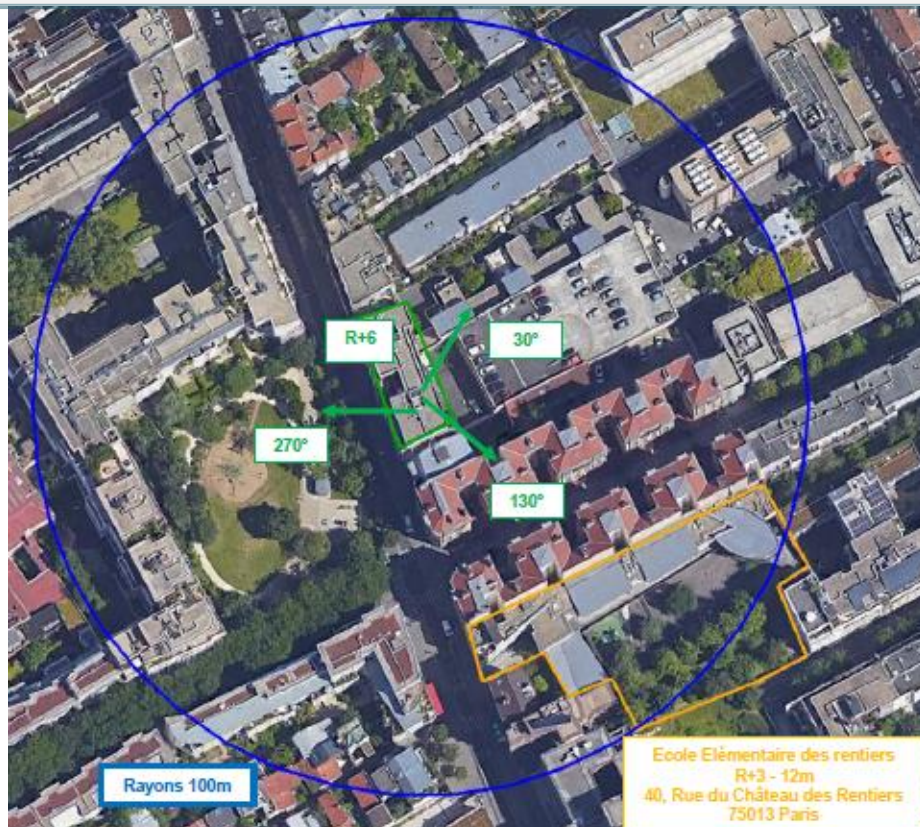 R+6
30°
270°
130°
Rayons 100m
Ecole Elémentaire des rentiers
R+3 - 12m
40, Rue du Château des Rentiers
75013 Paris